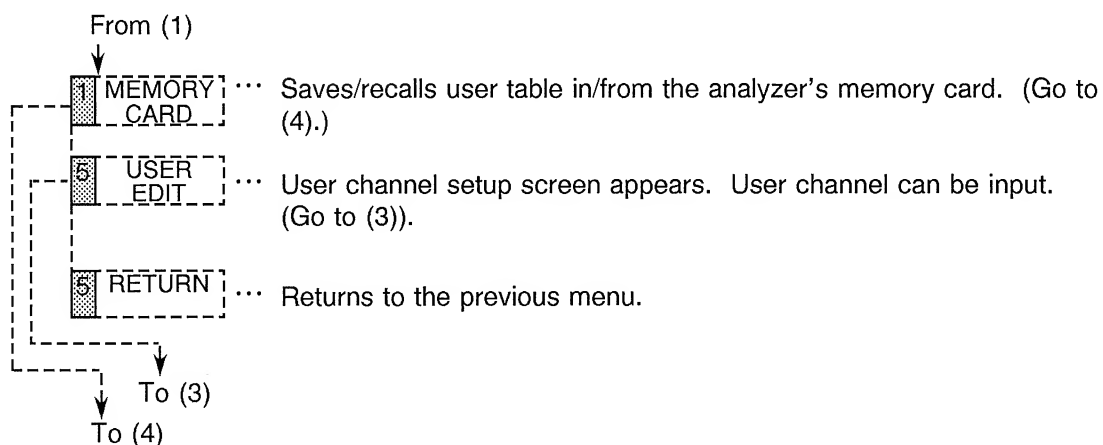 From (1)
1 MEMORY CARD ··· Saves/recalls user table in/from the analyzer's memory card. (Go to
(4).)
5 USER EDIT ··· User channel setup screen appears. User channel can be input.
(Go to (3)).
5 RETURN ··· Returns to the previous menu.
To (3)
To (4)